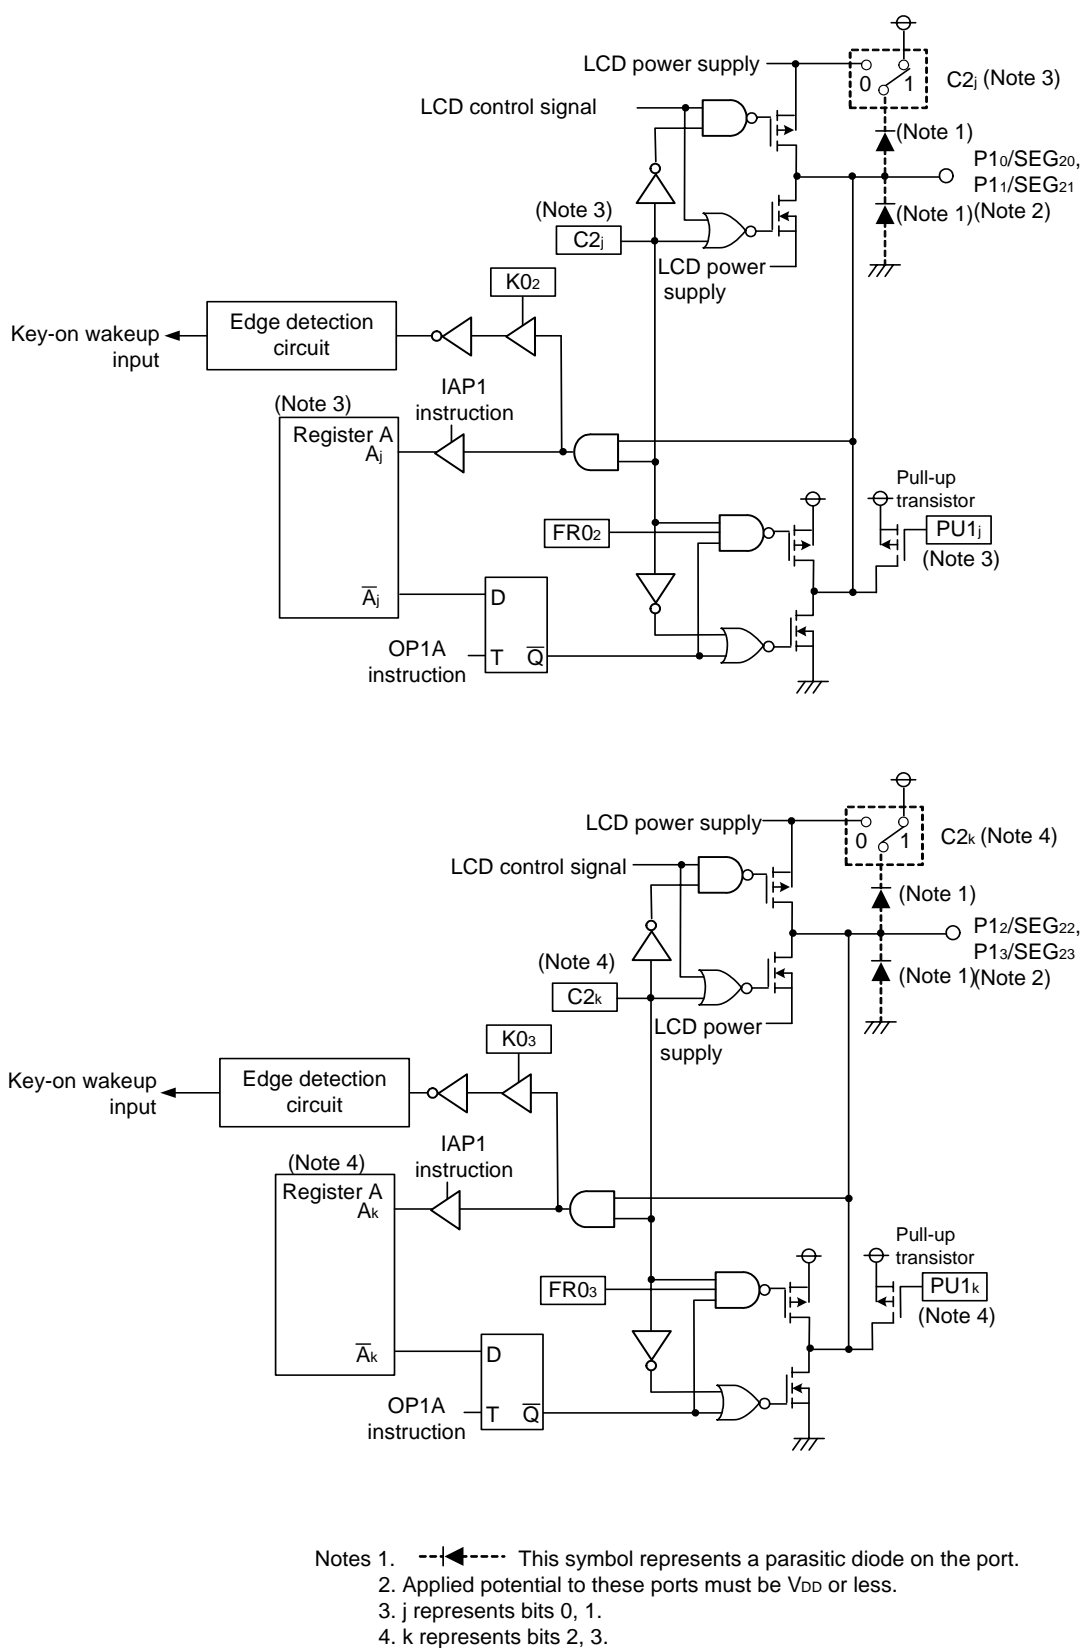 LCD power supply
0 1
C2j (Note 3)
LCD control signal
(Note 1)
P10/SEG20,
P11/SEG21
(Note 1)(Note 2)
(Note 3)
C2j
LCD power
supply
K02
Edge detection
circuit
Key-on wakeup
input
IAP1
instruction
(Note 3)
Register A
Aj
Pull-up
transistor
FR02
PU1j
(Note 3)
A̅j
D
OP1A
instruction
T Q̅
LCD power supply
0 1
C2k (Note 4)
LCD control signal
(Note 1)
P12/SEG22,
P13/SEG23
(Note 1)(Note 2)
(Note 4)
C2k
LCD power
supply
K03
Edge detection
circuit
Key-on wakeup
input
IAP1
instruction
(Note 4)
Register A
Ak
Pull-up
transistor
FR03
PU1k
(Note 4)
A̅k
D
OP1A
instruction
T Q̅
Notes 1. This symbol represents a parasitic diode on the port.
2. Applied potential to these ports must be VDD or less.
3. j represents bits 0, 1.
4. k represents bits 2, 3.